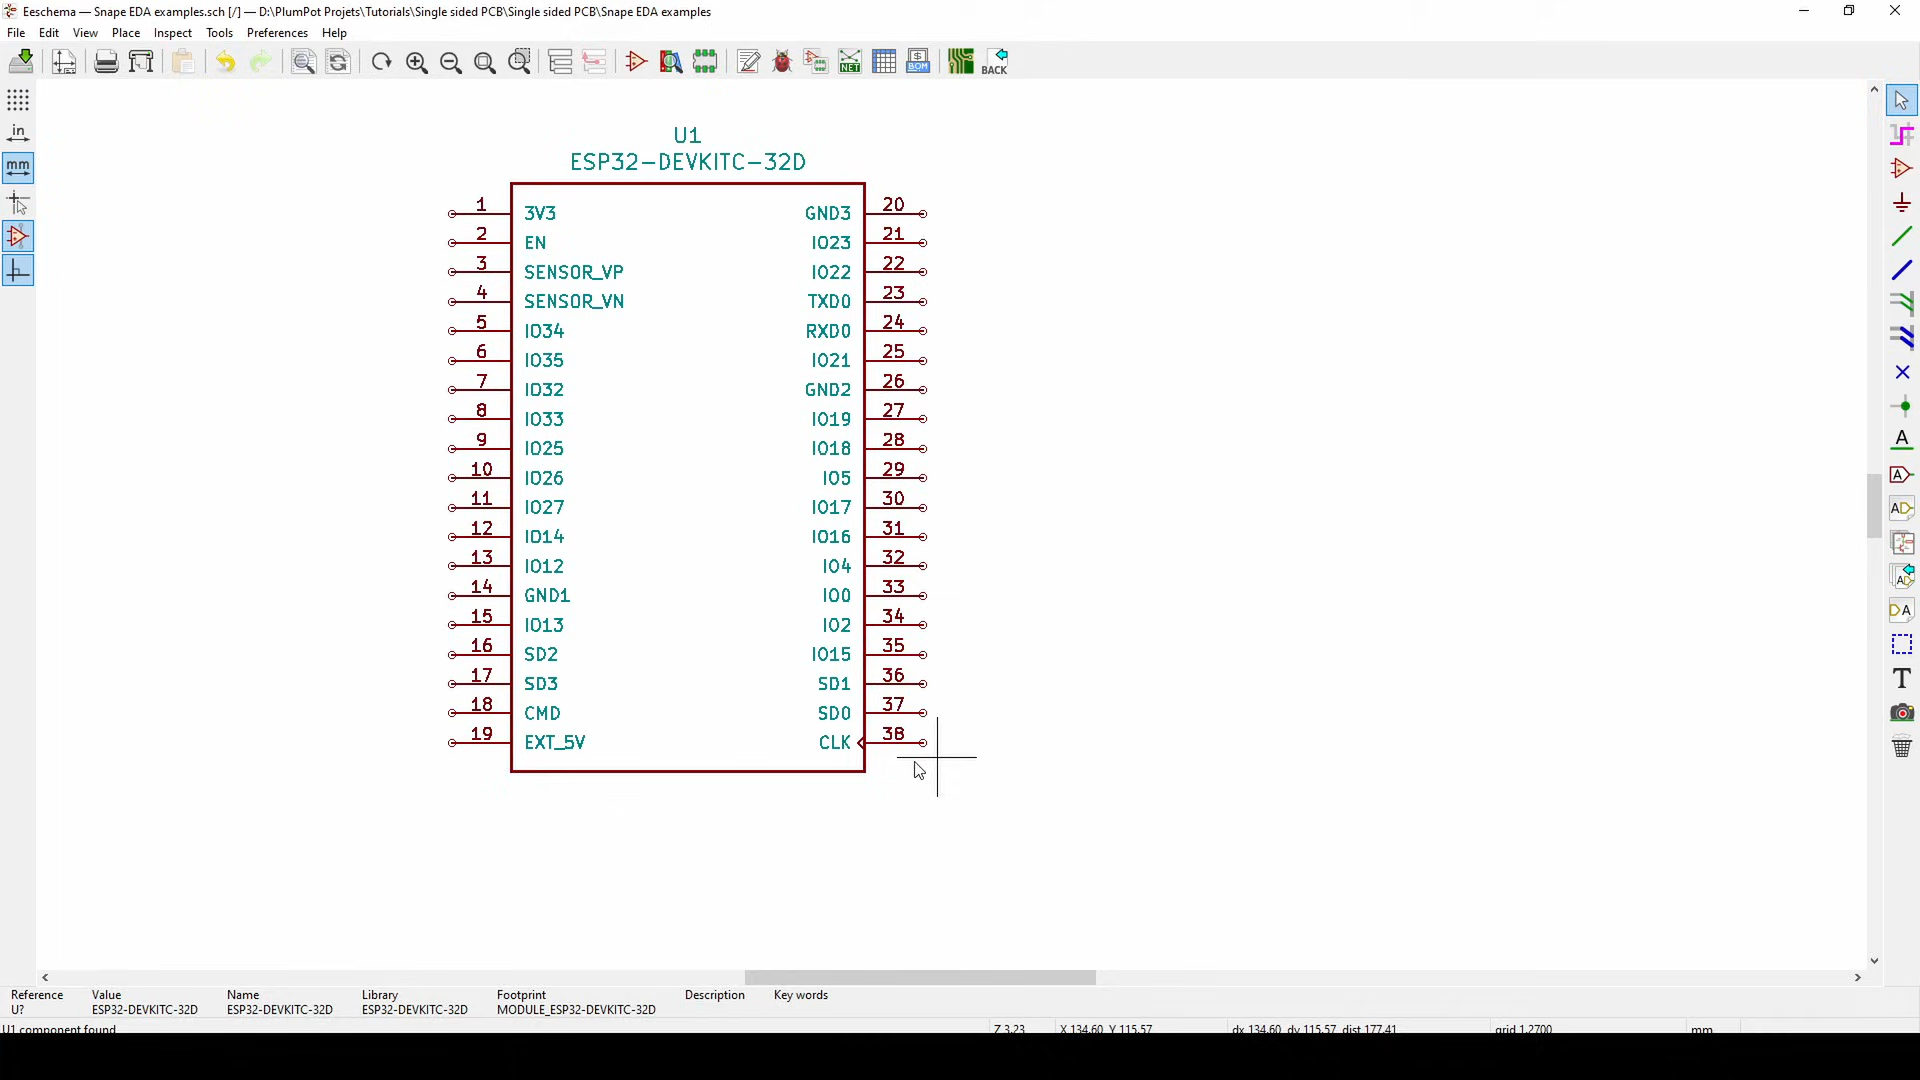 Eeschema — Snape EDA examples.sch [/] — D:\PlumPot Projets\Tutorials\Single sided PCB\Single sided PCB\Snape EDA examples
File Edit View Place Inspect Tools Preferences Help
NET
$ BOM
BACK
in
mm
U1
ESP32-DEVKITC-32D
1 3V3 GND3 20
2 EN IO23 21
3 SENSOR_VP IO22 22
4 SENSOR_VN TXD0 23
5 IO34 RXD0 24
6 IO35 IO21 25
7 IO32 GND2 26
8 IO33 IO19 27
9 IO25 IO18 28
10 IO26 IO5 29
11 IO27 IO17 30
12 IO14 IO16 31
13 IO12 IO4 32
14 GND1 IO0 33
15 IO13 IO2 34
16 SD2 IO15 35
17 SD3 SD1 36
18 CMD SD0 37
19 EXT_5V CLK 38
A
A
AD
AD
DA
T
Reference Value Name Library Footprint Description Key words
U? ESP32-DEVKITC-32D ESP32-DEVKITC-32D ESP32-DEVKITC-32D MODULE_ESP32-DEVKITC-32D
U1 component found Z 3.23 X 134.60 Y 115.57 dx 134.60 dy 115.57 dist 177.41 grid 1.2700 mm